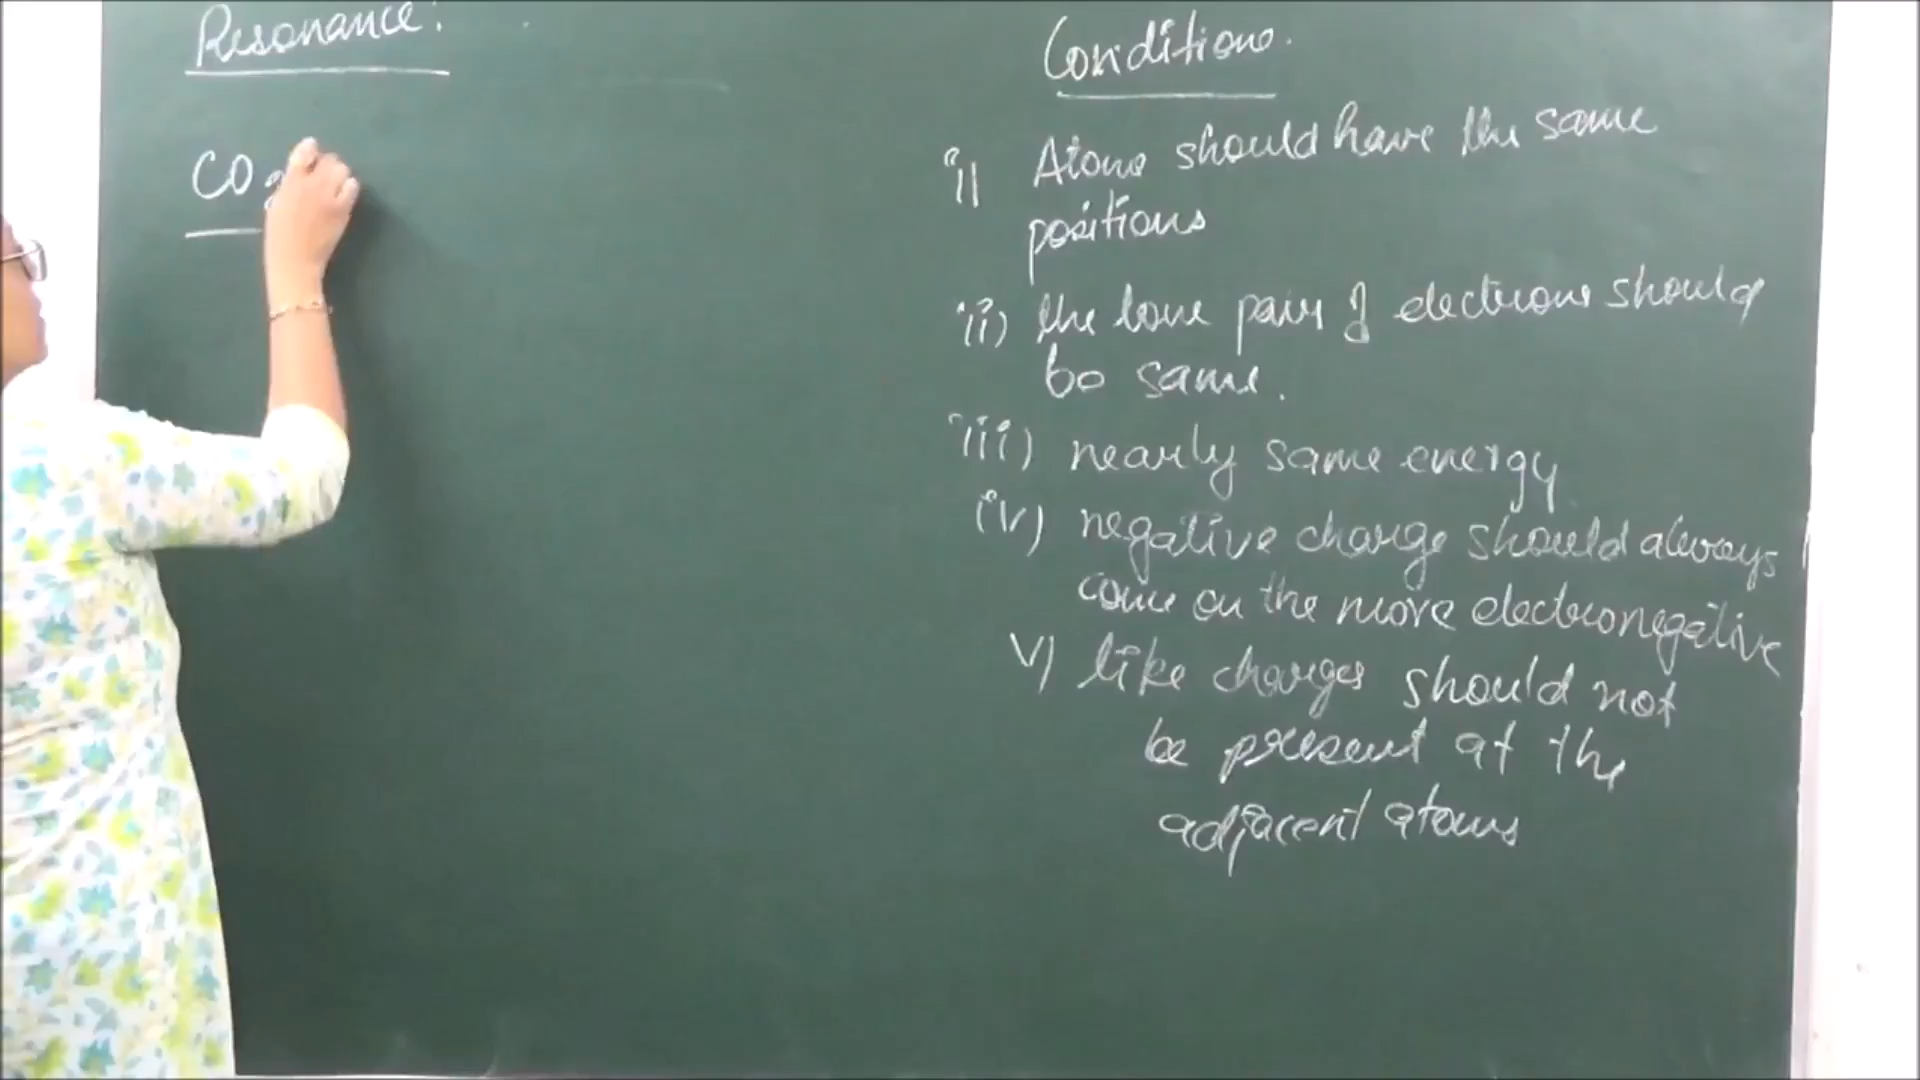 Resonance:
CO2
Conditions.
i) Atoms should have the same
positions
ii) the lone pair of electrons should
be same.
iii) nearly same energy
iv) negative charge should always
come on the more electronegative
v) like charges should not
be present at the
adjacent atoms